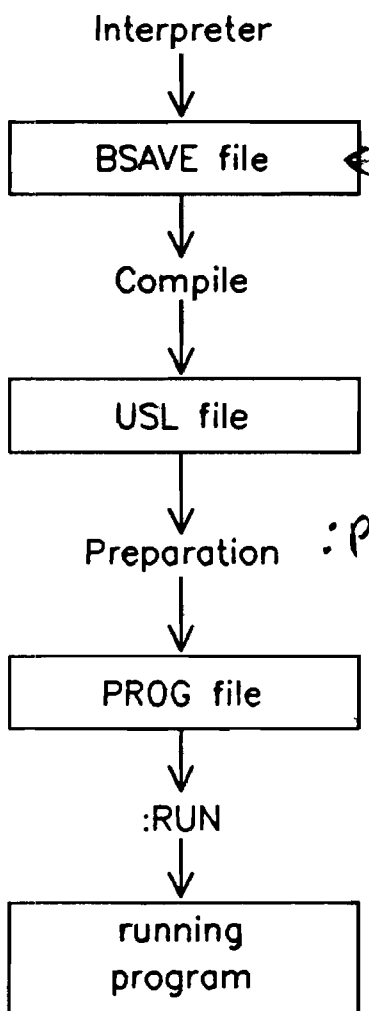 Interpreter
BSAVE file
Compile
USL file
Preparation
PROG file
:RUN
running
program